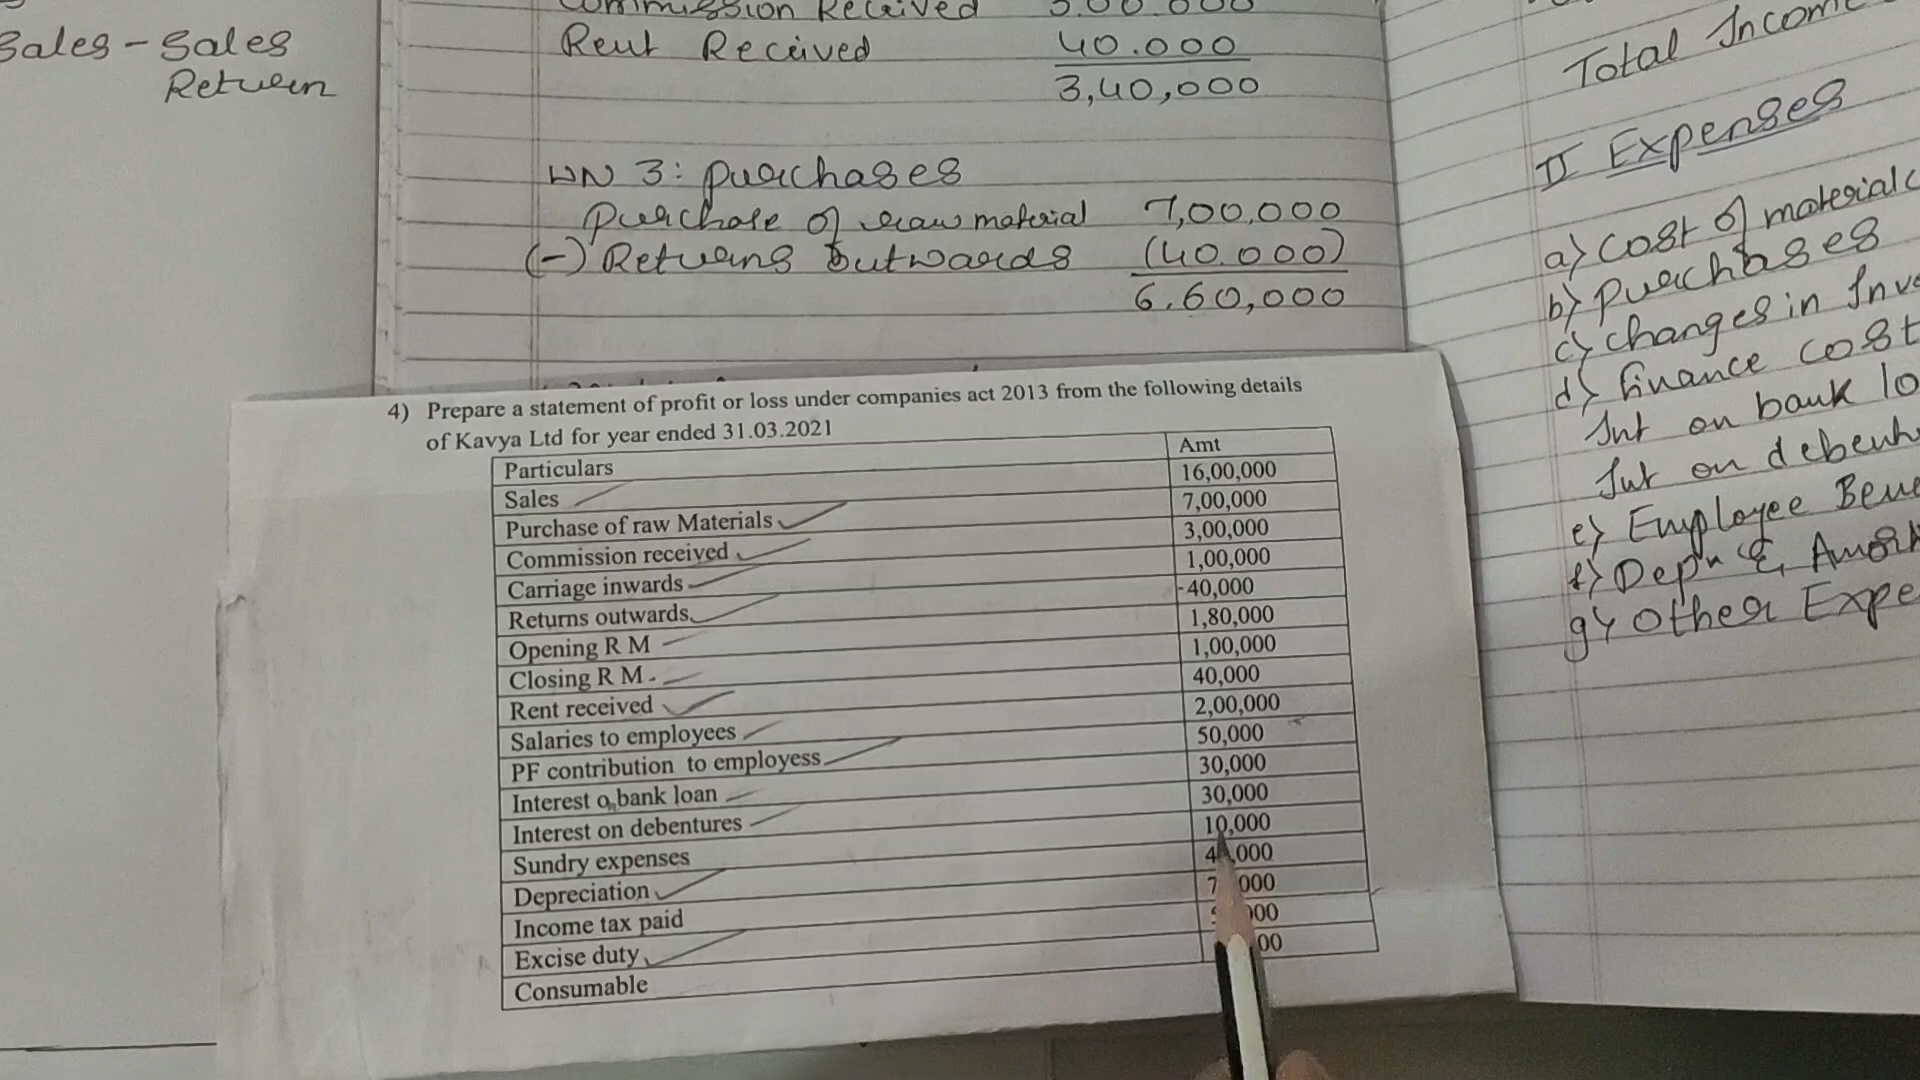 Sales - Sales
Return
Commission Received 3.00.000
Rent Received 40.000
3,40,000
WN 3: purchases
purchase of raw material 7,00,000
(-) Returns outwards (40.000)
6.60,000
Total Income
II Expenses
a) Cost of material
b) purchases
c) changes in
d) finance cost
Int on bank
Int on
e) Employee
f) Depn &
g) Other
4) Prepare a statement of profit or loss under companies act 2013 from the following details
of Kavya Ltd for year ended 31.03.2021
Particulars Amt
Sales 16,00,000
Purchase of raw Materials 7,00,000
Commission received 3,00,000
Carriage inwards 1,00,000
Returns outwards 40,000
Opening R M 1,80,000
Closing R M 1,00,000
Rent received 40,000
Salaries to employees 2,00,000
PF contribution to employess 50,000
Interest on bank loan 30,000
Interest on debentures 30,000
Sundry expenses 10,000
Depreciation
Income tax paid
Excise duty
Consumable